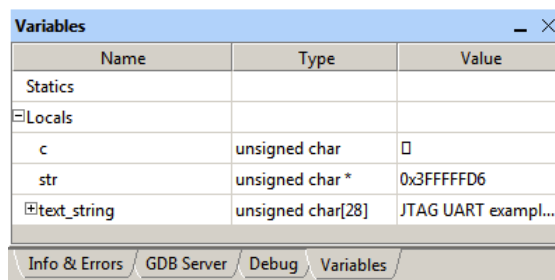 Variables
Name Type Value
Statics
Locals
c unsigned char
str unsigned char * 0x3FFFFFD6
text_string unsigned char[28] JTAG UART exampl...
Info & Errors GDB Server Debug Variables